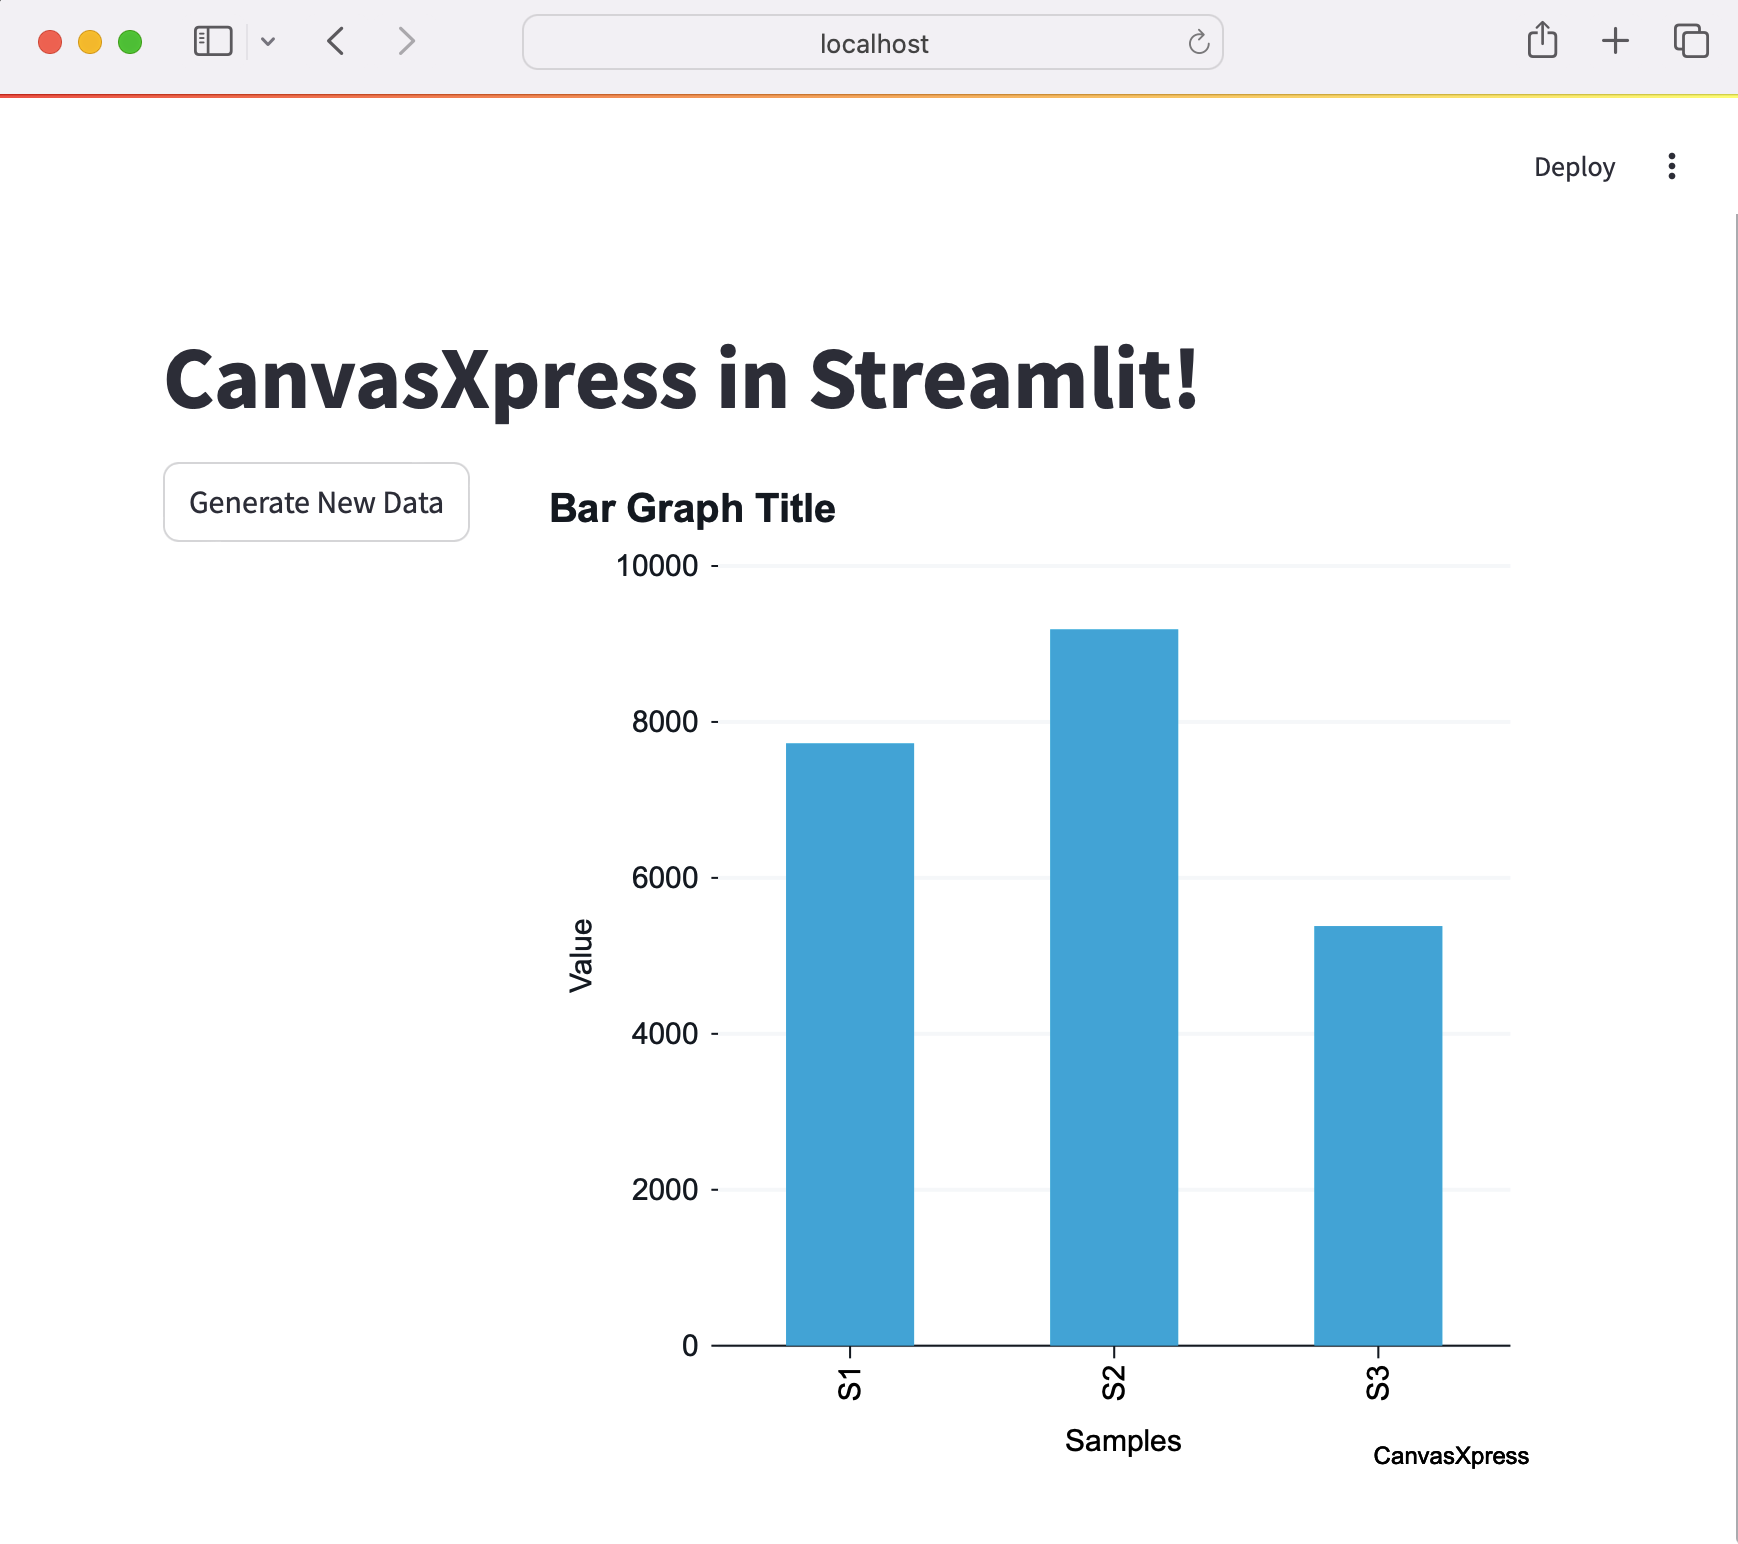 localhost
Deploy
CanvasXpress in Streamlit!
Generate New Data
Bar Graph Title
10000
8000
6000
4000
2000
0
Value
S1
S2
S3
Samples
CanvasXpress